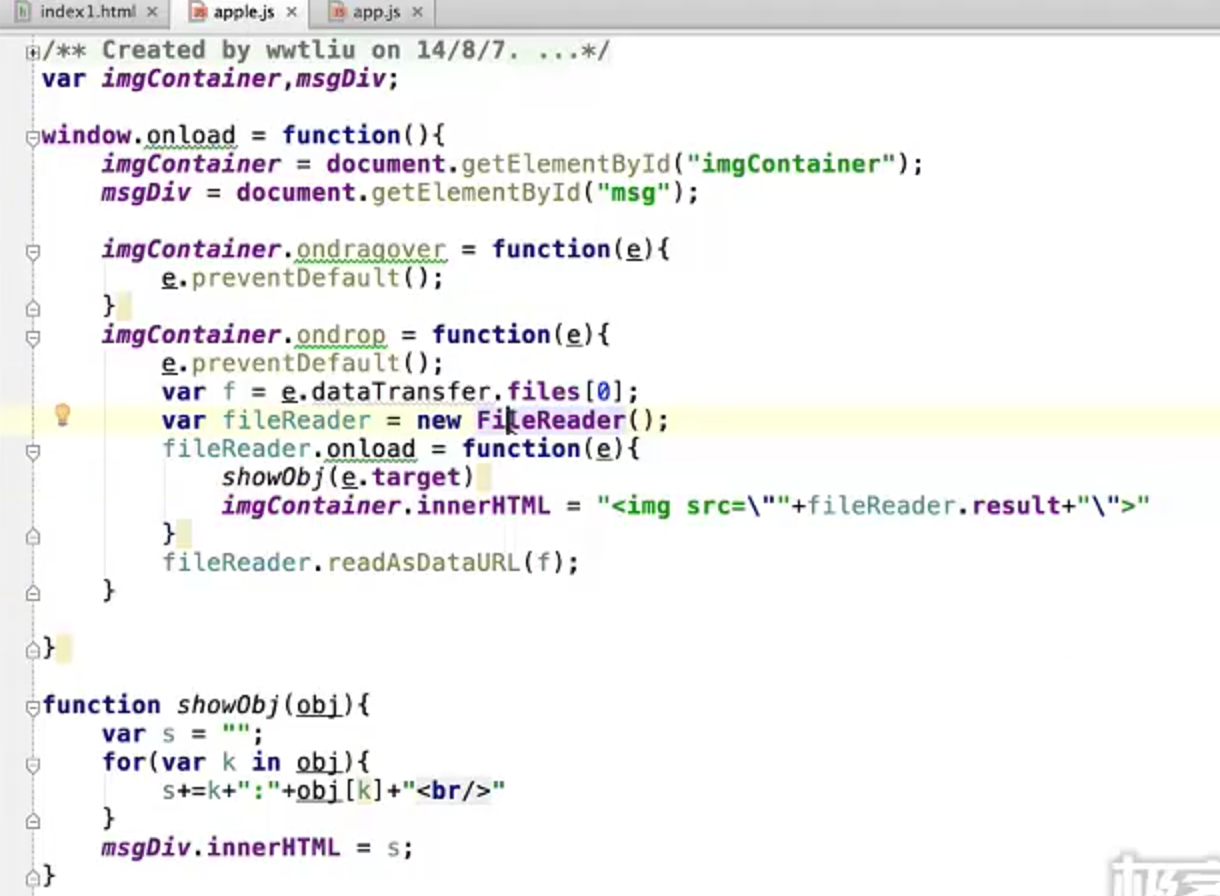 index1.html
apple.js
app.js
/** Created by wwtliu on 14/8/7. ...*/
var imgContainer,msgDiv;
window.onload = function(){
imgContainer = document.getElementById("imgContainer");
msgDiv = document.getElementById("msg");
imgContainer.ondragover = function(e){
e.preventDefault();
}
imgContainer.ondrop = function(e){
e.preventDefault();
var f = e.dataTransfer.files[0];
var fileReader = new FileReader();
fileReader.onload = function(e){
showObj(e.target)
imgContainer.innerHTML = "<img src=\""+fileReader.result+"\">"
}
fileReader.readAsDataURL(f);
}
}
function showObj(obj){
var s = "";
for(var k in obj){
s+=k+":"+obj[k]+"<br/>"
}
msgDiv.innerHTML = s;
}